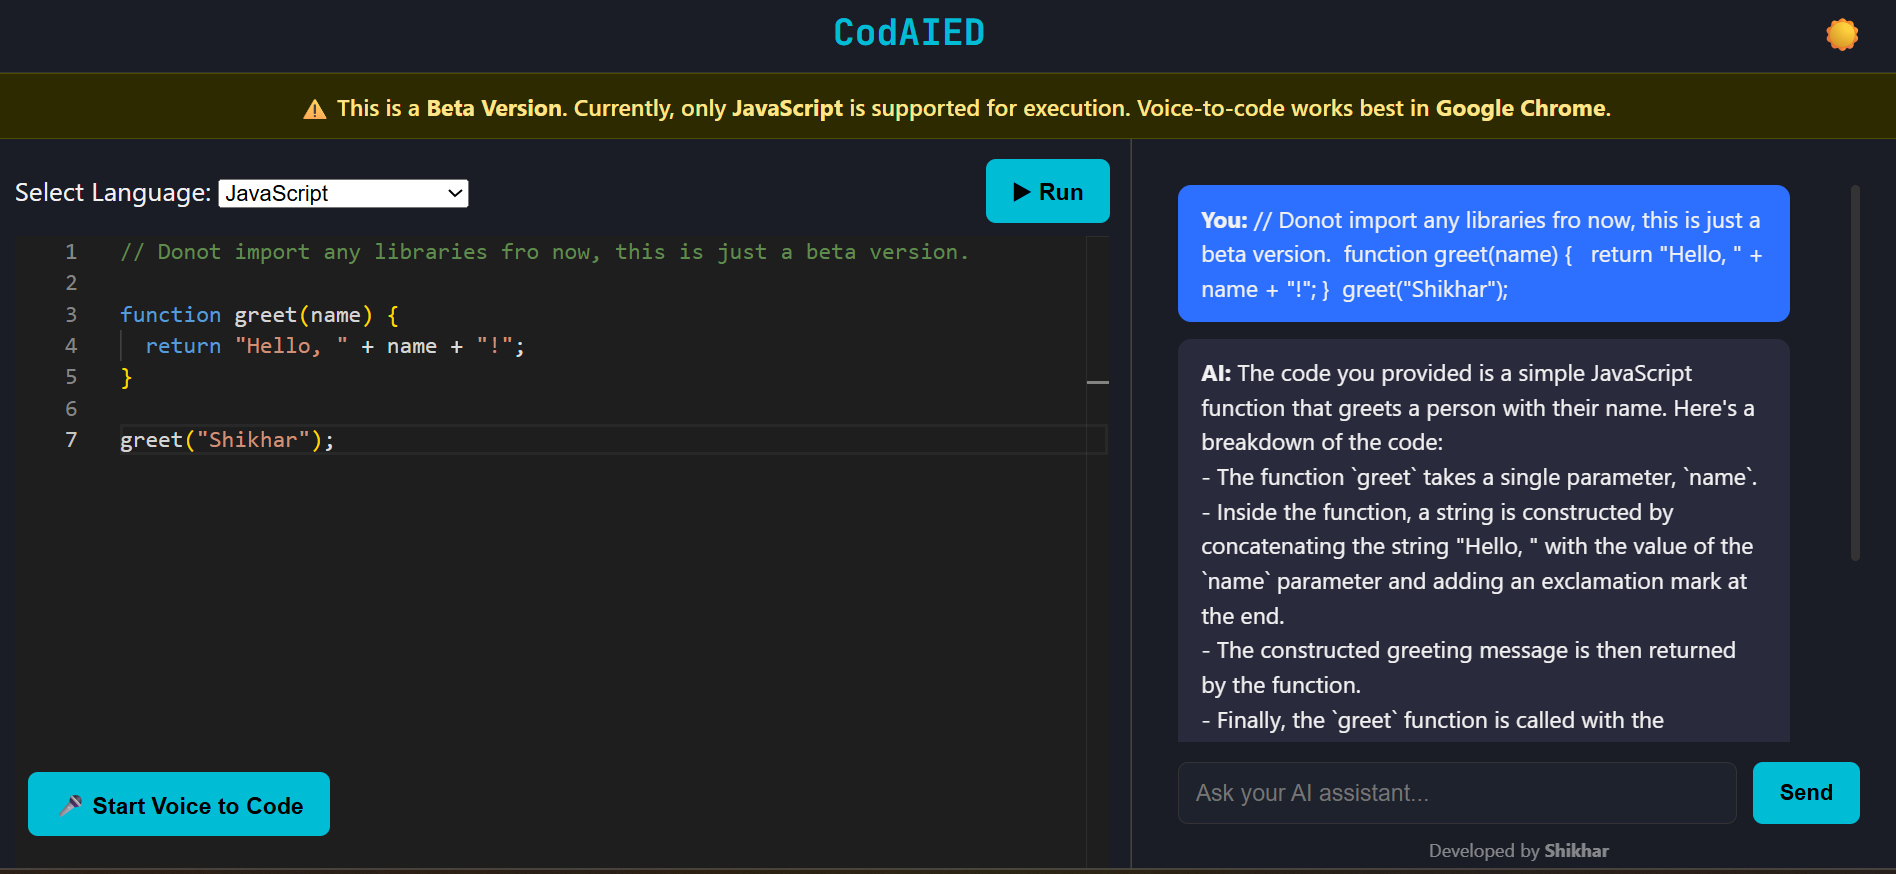 CodAIED
⚠ This is a Beta Version. Currently, only JavaScript is supported for execution. Voice-to-code works best in Google Chrome.
Select Language: JavaScript
▶ Run
1 // Donot import any libraries fro now, this is just a beta version.
2
3 function greet(name) {
4   return "Hello, " + name + "!";
5 }
6
7 greet("Shikhar");
🎤 Start Voice to Code
You: // Donot import any libraries fro now, this is just a
beta version.  function greet(name) {   return "Hello, " +
name + "!"; }  greet("Shikhar");
AI: The code you provided is a simple JavaScript
function that greets a person with their name. Here's a
breakdown of the code:
- The function `greet` takes a single parameter, `name`.
- Inside the function, a string is constructed by
concatenating the string "Hello, " with the value of the
`name` parameter and adding an exclamation mark at
the end.
- The constructed greeting message is then returned
by the function.
- Finally, the `greet` function is called with the
Ask your AI assistant...
Send
Developed by Shikhar